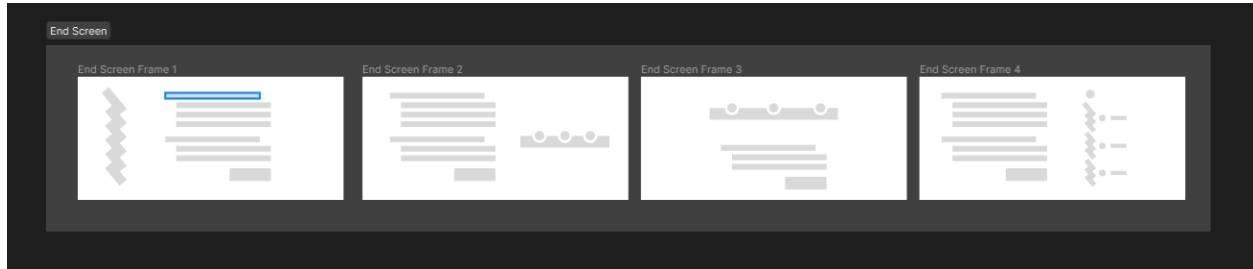 End Screen
End Screen Frame 1
End Screen Frame 2
End Screen Frame 3
End Screen Frame 4